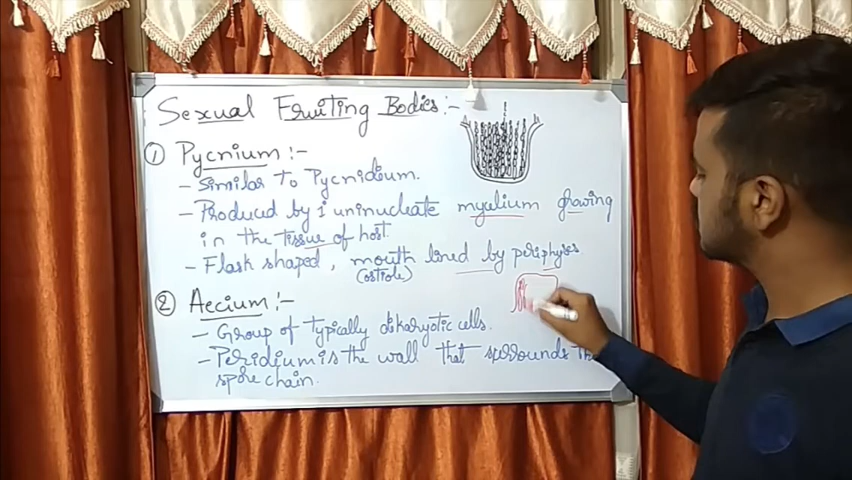 Sexual Fruiting Bodies :-
① Pycnium :-
- Similar to Pycnidium.
- Produced by 1° uninucleate mycelium growing
in the tissue of host.
- Flask shaped, mouth lined by periphyses
(ostiole)
② Aecium :-
- Group of typically dikaryotic cells.
- Peridium is the wall that surrounds the
spore chain.